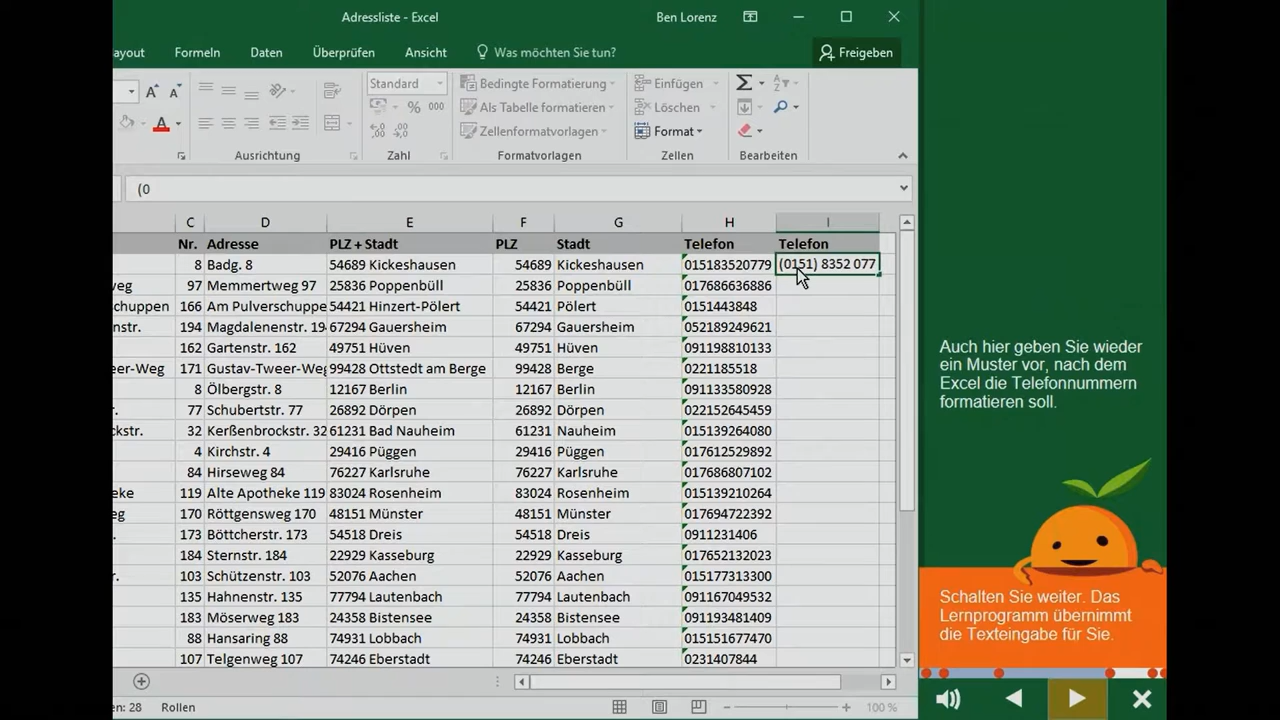 Adressliste - Excel
Ben Lorenz
ayout Formeln Daten Überprüfen Ansicht Was möchten Sie tun? Freigeben
Standard
Bedingte Formatierung
Einfügen
Als Tabelle formatieren
Löschen
% 000
Zellenformatvorlagen
Format
Ausrichtung Zahl Formatvorlagen Zellen Bearbeiten
(0
C D E F G H I
Nr. Adresse PLZ + Stadt PLZ Stadt Telefon Telefon
8 Badg. 8 54689 Kickeshausen 54689 Kickeshausen 015183520779 (0151) 8352 077
weg 97 Memmertweg 97 25836 Poppenbüll 25836 Poppenbüll 017686636886
chuppen 166 Am Pulverschuppe 54421 Hinzert-Pölert 54421 Pölert 0151443848
str. 194 Magdalenenstr. 194 67294 Gauersheim 67294 Gauersheim 052189249621
162 Gartenstr. 162 49751 Hüven 49751 Hüven 091198810133
eer-Weg 171 Gustav-Tweer-Weg 99428 Ottstedt am Berge 99428 Berge 0221185518
8 Ölbergstr. 8 12167 Berlin 12167 Berlin 091133580928
. 77 Schubertstr. 77 26892 Dörpen 26892 Dörpen 022152645459
ckstr. 32 Kerßenbrockstr. 32 61231 Bad Nauheim 61231 Nauheim 015139264080
4 Kirchstr. 4 29416 Püggen 29416 Püggen 017612529892
84 Hirseweg 84 76227 Karlsruhe 76227 Karlsruhe 017686807102
eke 119 Alte Apotheke 119 83024 Rosenheim 83024 Rosenheim 015139210264
eg 170 Röttgensweg 170 48151 Münster 48151 Münster 017694722392
. 173 Böttcherstr. 173 54518 Dreis 54518 Dreis 0911231406
184 Sternstr. 184 22929 Kasseburg 22929 Kasseburg 017652132023
. 103 Schützenstr. 103 52076 Aachen 52076 Aachen 015177313300
135 Hahnenstr. 135 77794 Lautenbach 77794 Lautenbach 091167049532
183 Möserweg 183 24358 Bistensee 24358 Bistensee 091193481409
88 Hansaring 88 74931 Lobbach 74931 Lobbach 015151677470
107 Telgenweg 107 74246 Eberstadt 74246 Eberstadt 0231407844
en: 28 Rollen
100 %
Auch hier geben Sie wieder
ein Muster vor, nach dem
Excel die Telefonnummern
formatieren soll.
Schalten Sie weiter. Das
Lernprogramm übernimmt
die Texteingabe für Sie.